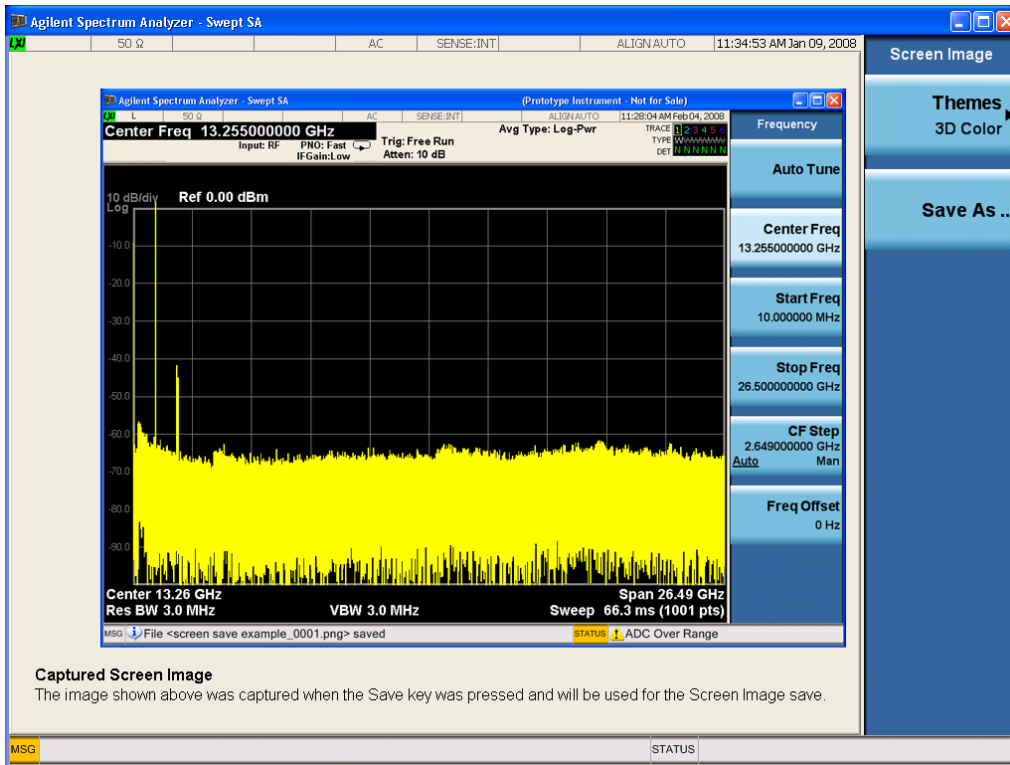 Agilent Spectrum Analyzer - Swept SA
LXI 50 Ω AC SENSE:INT ALIGN AUTO 11:34:53 AM Jan 09, 2008
Screen Image
Themes
3D Color
Save As ..
Agilent Spectrum Analyzer - Swept SA (Prototype Instrument - Not for Sale)
LXI L 50 Ω AC SENSE:INT ALIGNAUTO 11:28:04 AM Feb 04, 2008
Center Freq 13.255000000 GHz
Input: RF PNO: Fast Trig: Free Run
IFGain:Low Atten: 10 dB
Avg Type: Log-Pwr
TRACE 1 2 3 4 5 6
TYPE WWWWWW
DET N N N N N N
10 dB/div Ref 0.00 dBm
Log
-10.0
-20.0
-30.0
-40.0
-50.0
-60.0
-70.0
-80.0
-90.0
Center 13.26 GHz Span 26.49 GHz
Res BW 3.0 MHz VBW 3.0 MHz Sweep 66.3 ms (1001 pts)
MSG File <screen save example_0001.png> saved STATUS ADC Over Range
Frequency
Auto Tune
Center Freq
13.255000000 GHz
Start Freq
10.000000 MHz
Stop Freq
26.500000000 GHz
CF Step
2.649000000 GHz
Auto Man
Freq Offset
0 Hz
Captured Screen Image
The image shown above was captured when the Save key was pressed and will be used for the Screen Image save.
MSG STATUS